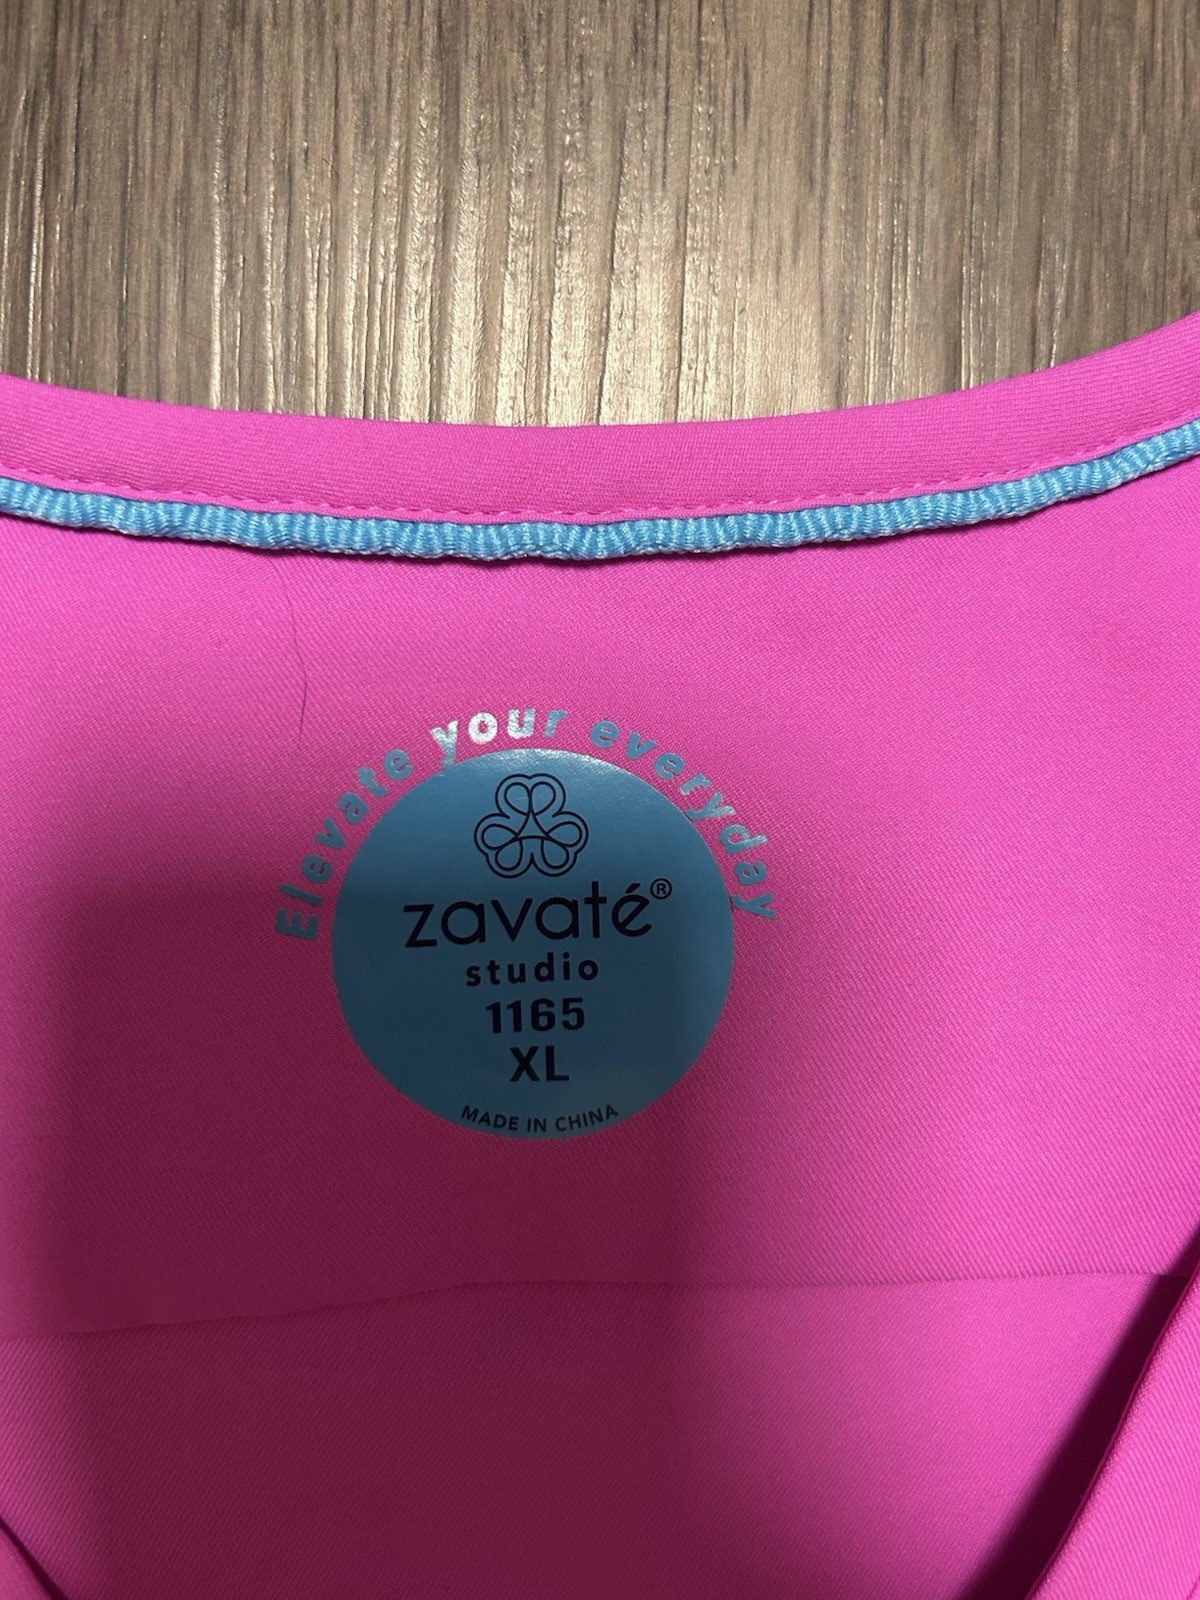 Elevate your everyday
zavaté®
studio
1165
XL
MADE IN CHINA